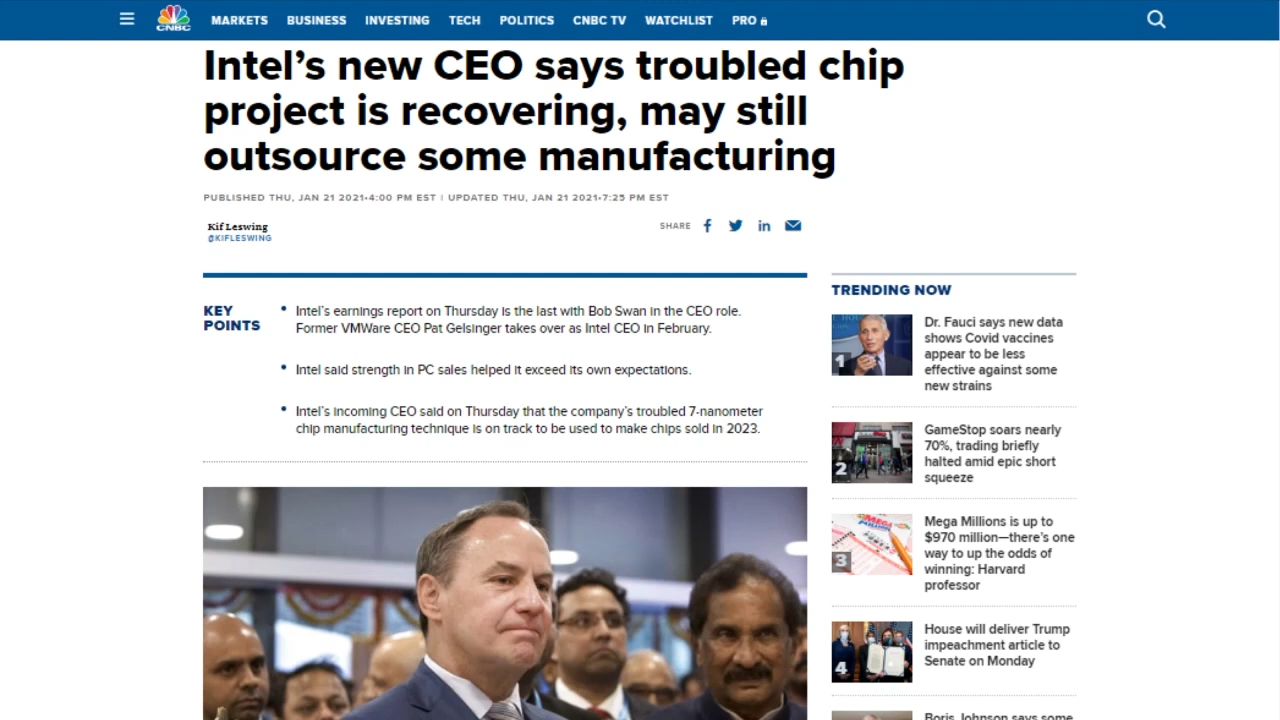 CNBC
MARKETS BUSINESS INVESTING TECH POLITICS CNBC TV WATCHLIST PRO
Intel's new CEO says troubled chip
project is recovering, may still
outsource some manufacturing
PUBLISHED THU, JAN 21 2021•4:00 PM EST | UPDATED THU, JAN 21 2021•7:25 PM EST
Kif Leswing
@KIFLESWING
SHARE
KEY
POINTS
• Intel's earnings report on Thursday is the last with Bob Swan in the CEO role.
Former VMWare CEO Pat Gelsinger takes over as Intel CEO in February.
• Intel said strength in PC sales helped it exceed its own expectations.
• Intel's incoming CEO said on Thursday that the company's troubled 7-nanometer
chip manufacturing technique is on track to be used to make chips sold in 2023.
TRENDING NOW
1
Dr. Fauci says new data
shows Covid vaccines
appear to be less
effective against some
new strains
2
GameStop soars nearly
70%, trading briefly
halted amid epic short
squeeze
3
Mega Millions is up to
$970 million—there's one
way to up the odds of
winning: Harvard
professor
4
House will deliver Trump
impeachment article to
Senate on Monday
Boris Johnson says some